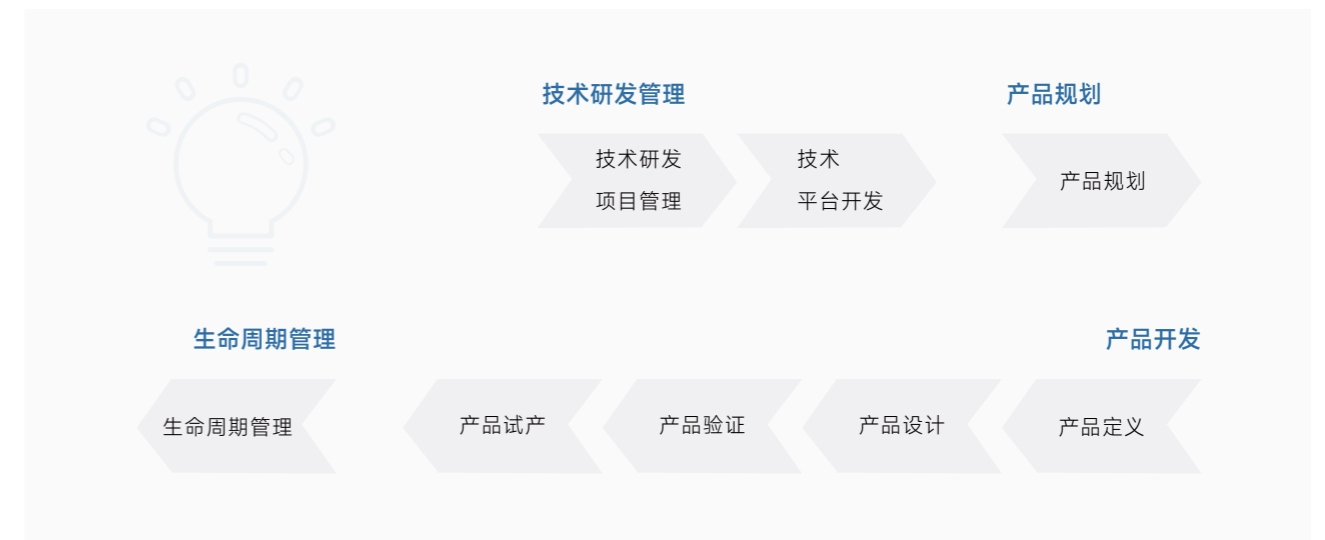 技术研发管理
产品规划
技术研发
项目管理
技术
平台开发
产品规划
生命周期管理
产品开发
生命周期管理
产品试产
产品验证
产品设计
产品定义